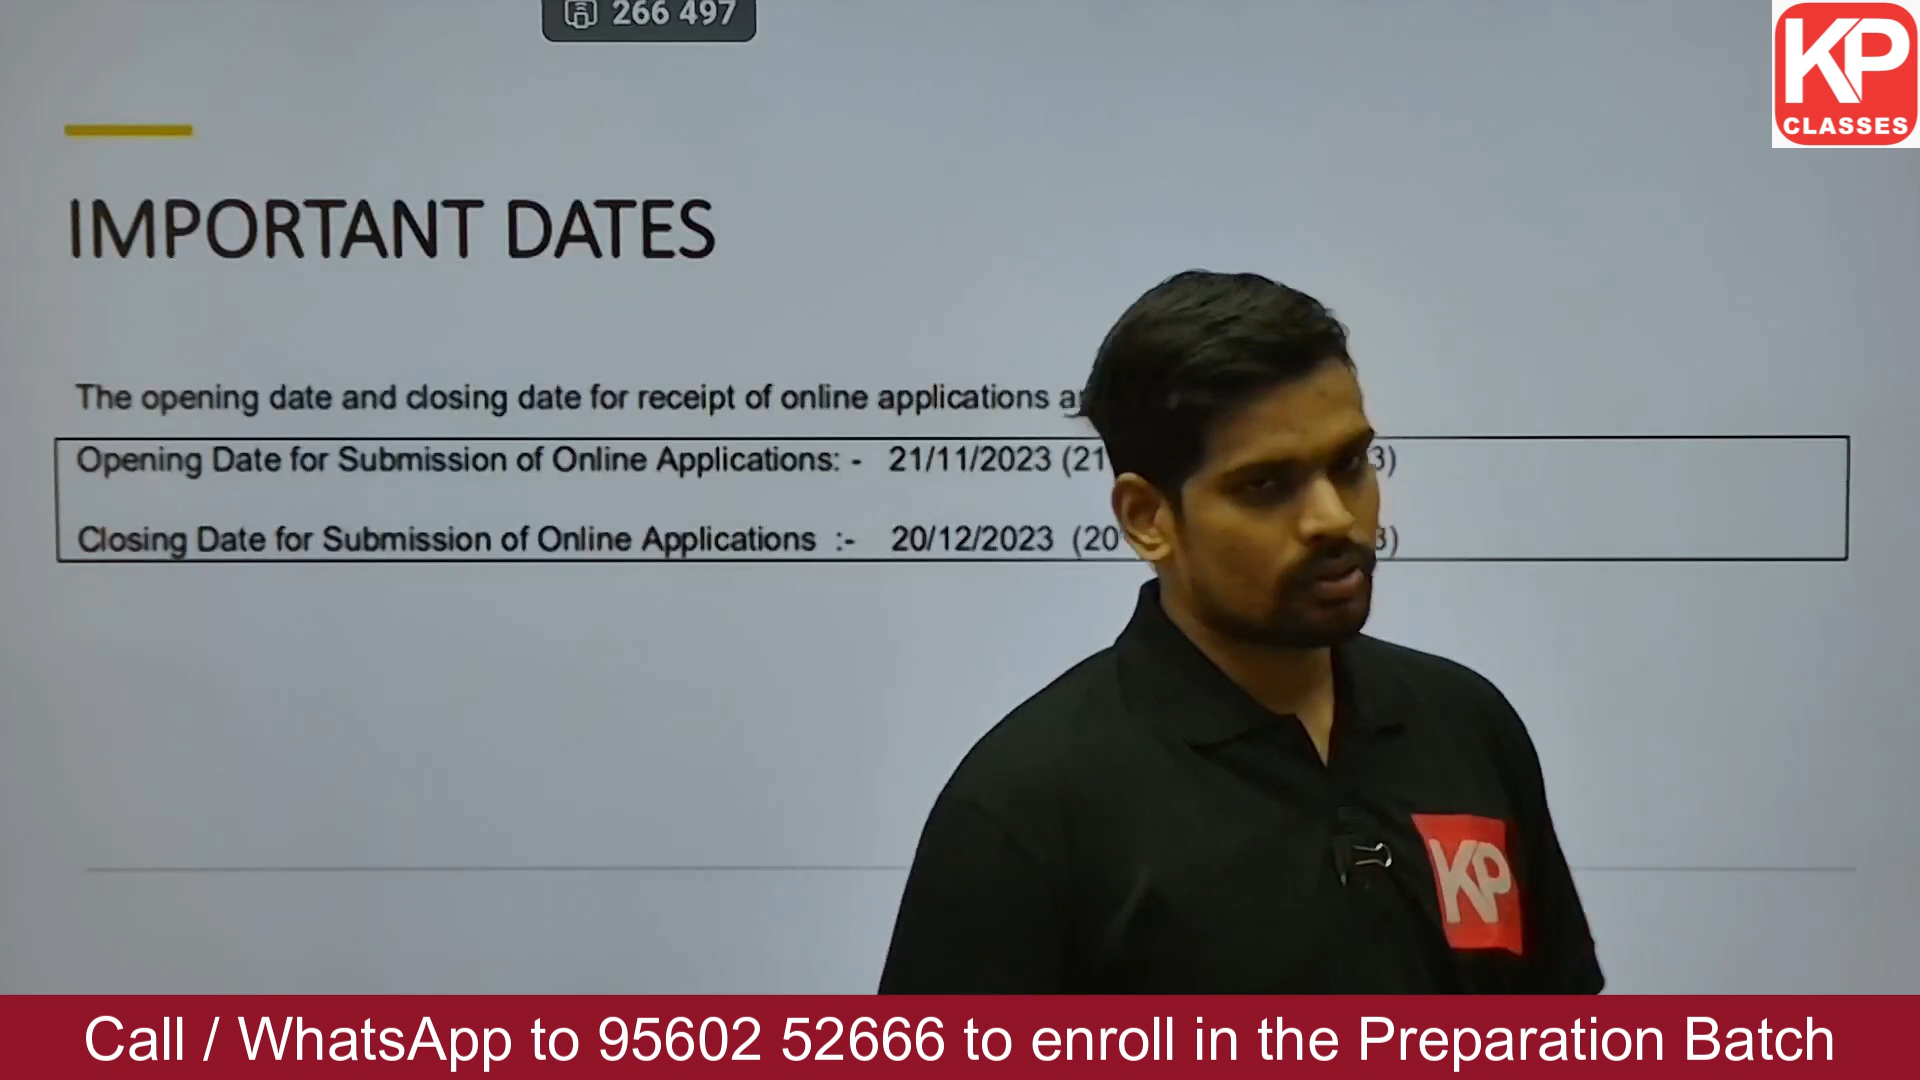 266 497
KP
CLASSES
IMPORTANT DATES
The opening date and closing date for receipt of online applications
Opening Date for Submission of Online Applications: - 21/11/2023 (21 3)
Closing Date for Submission of Online Applications :- 20/12/2023 (20 3)
KP
Call / WhatsApp to 95602 52666 to enroll in the Preparation Batch